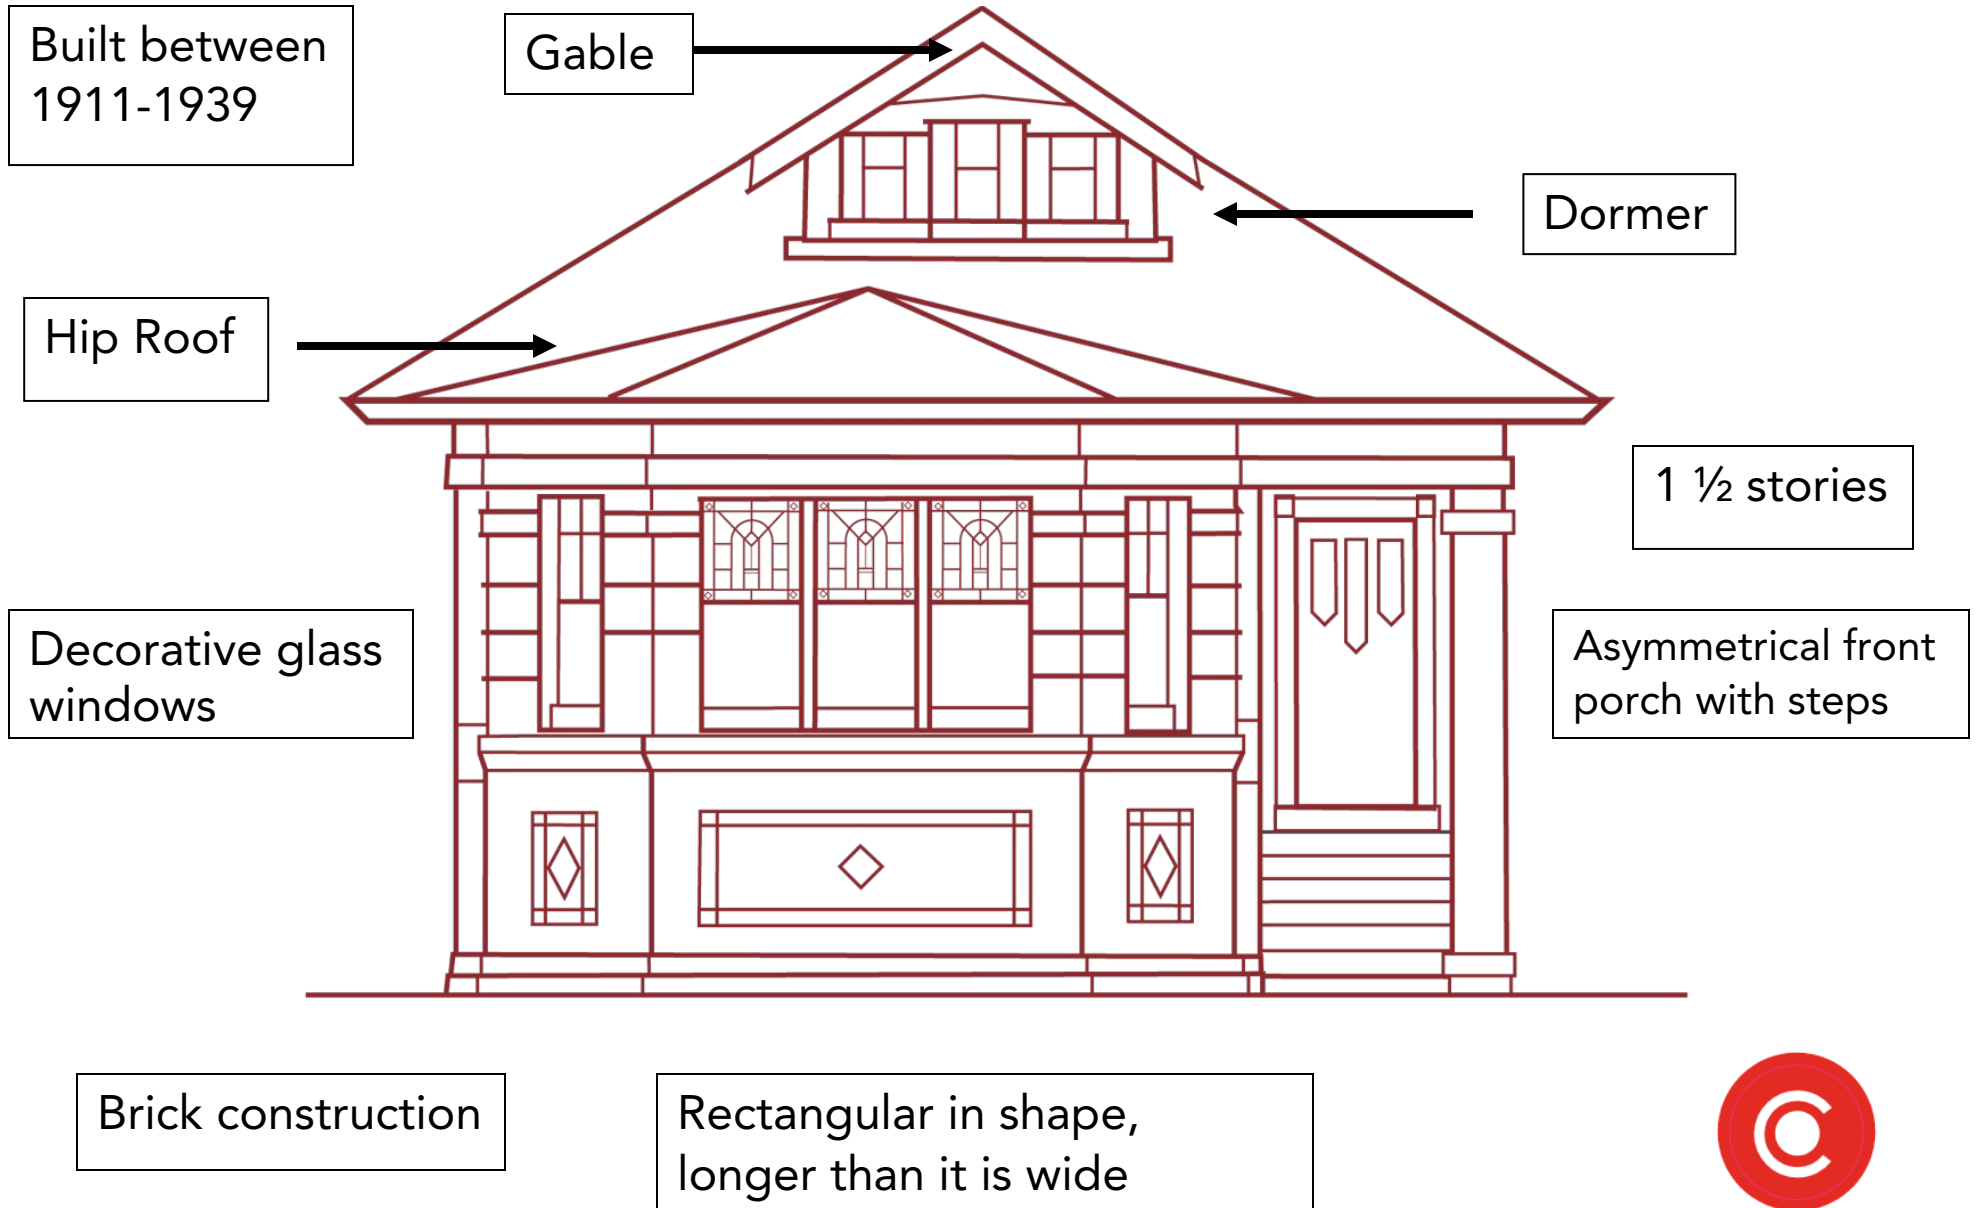 Built between
1911-1939
Gable
Dormer
Hip Roof
1 ½ stories
Decorative glass
windows
Asymmetrical front
porch with steps
Brick construction
Rectangular in shape,
longer than it is wide